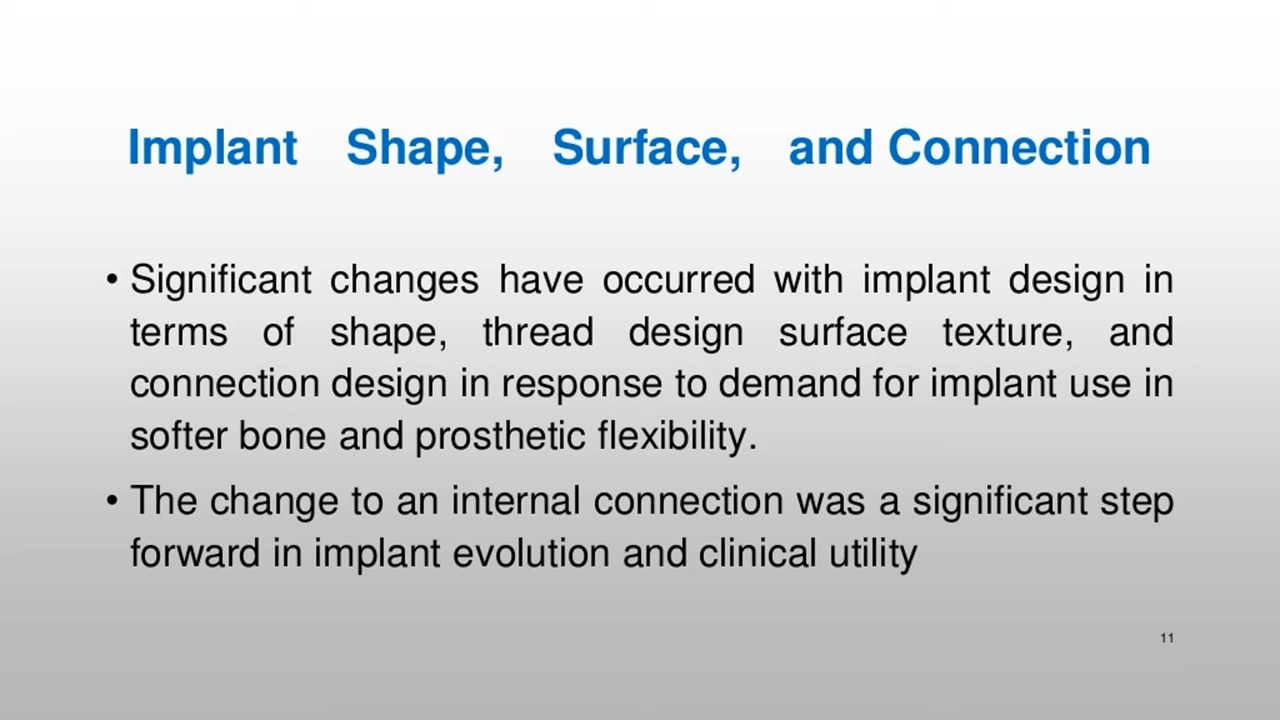 Implant Shape, Surface, and Connection
• Significant changes have occurred with implant design in
terms of shape, thread design surface texture, and
connection design in response to demand for implant use in
softer bone and prosthetic flexibility.
• The change to an internal connection was a significant step
forward in implant evolution and clinical utility
11